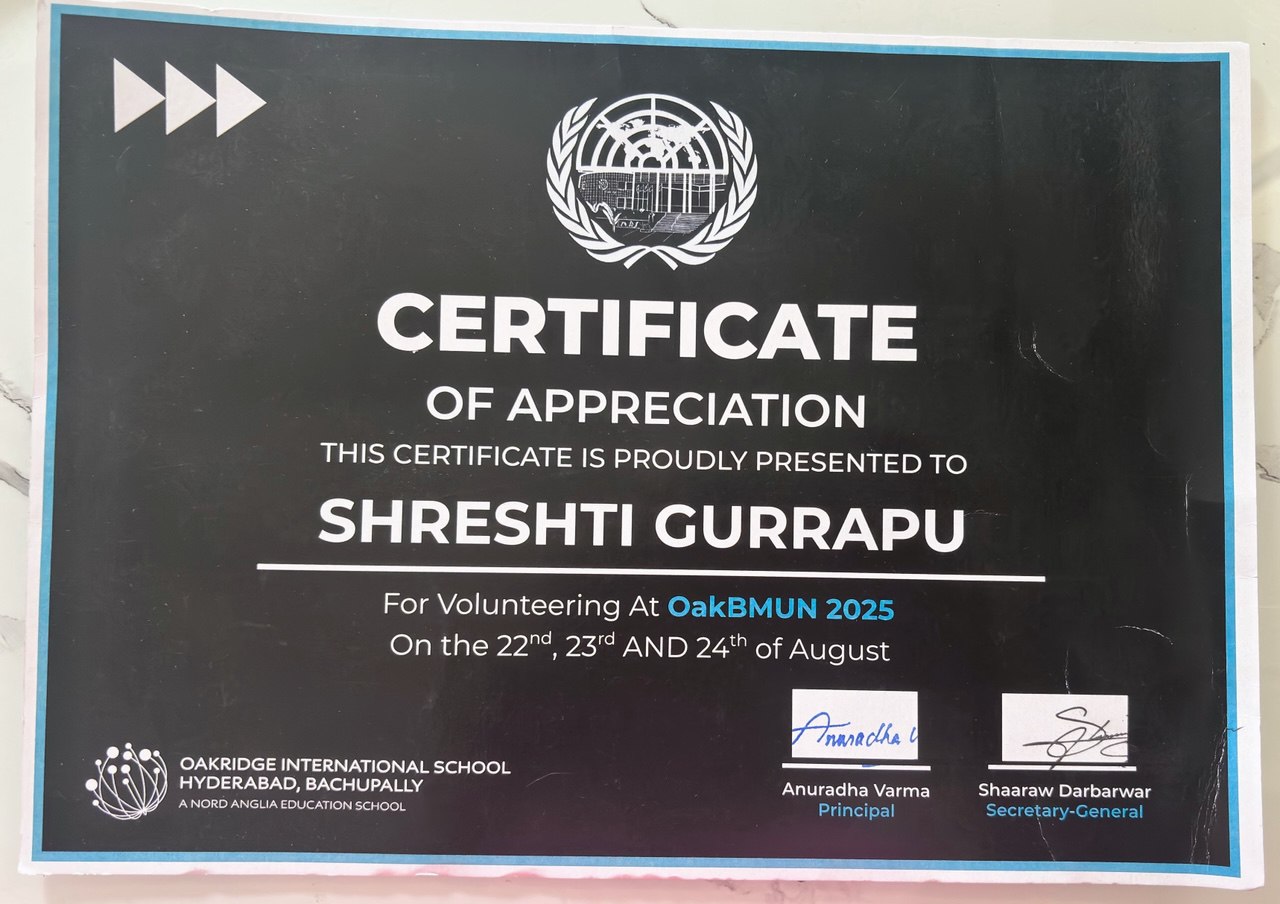 CERTIFICATE
OF APPRECIATION
THIS CERTIFICATE IS PROUDLY PRESENTED TO
SHRESHTI GURRAPU
For Volunteering At OakBMUN 2025
On the 22nd, 23rd AND 24th of August
Anuradha V
Anuradha Varma
Principal
Shaaraw Darbarwar
Secretary-General
OAKRIDGE INTERNATIONAL SCHOOL
HYDERABAD, BACHUPALLY
A NORD ANGLIA EDUCATION SCHOOL